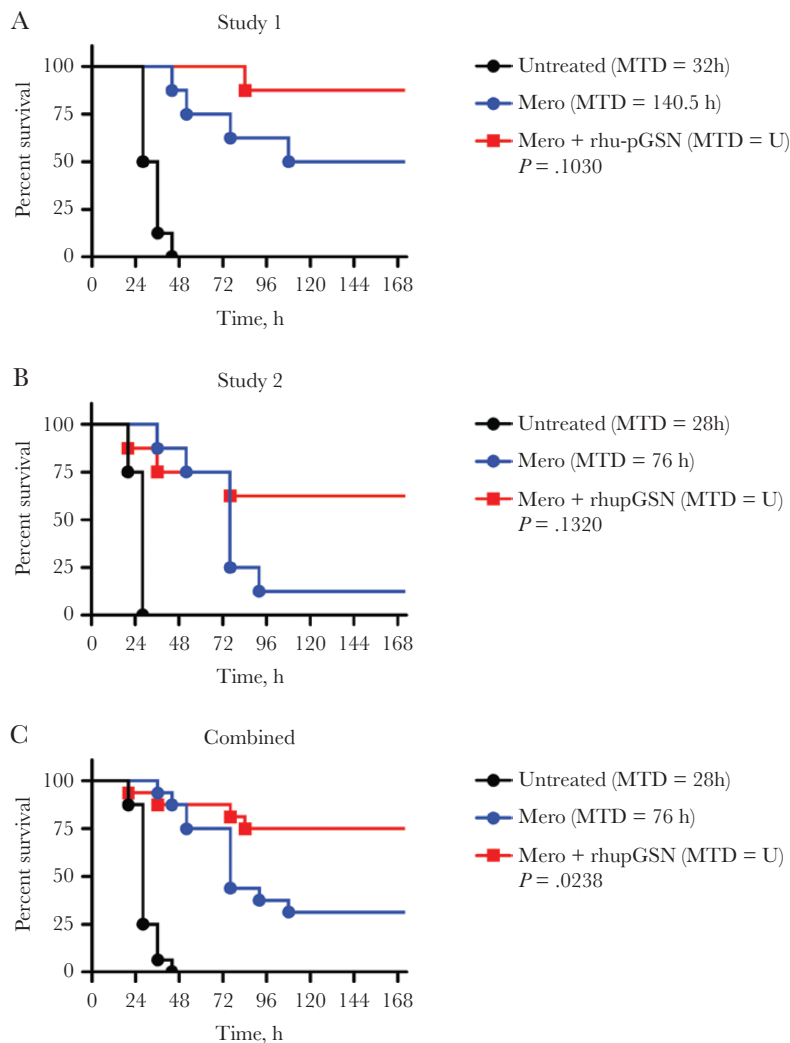 A
Study 1
Percent survival
100
75
50
25
0
0 24 48 72 96 120 144 168
Time, h
Untreated (MTD = 32h)
Mero (MTD = 140.5 h)
Mero + rhu-pGSN (MTD = U)
P = .1030
B
Study 2
Percent survival
100
75
50
25
0
0 24 48 72 96 120 144 168
Time, h
Untreated (MTD = 28h)
Mero (MTD = 76 h)
Mero + rhupGSN (MTD = U)
P = .1320
C
Combined
Percent survival
100
75
50
25
0
0 24 48 72 96 120 144 168
Time, h
Untreated (MTD = 28h)
Mero (MTD = 76 h)
Mero + rhupGSN (MTD = U)
P = .0238